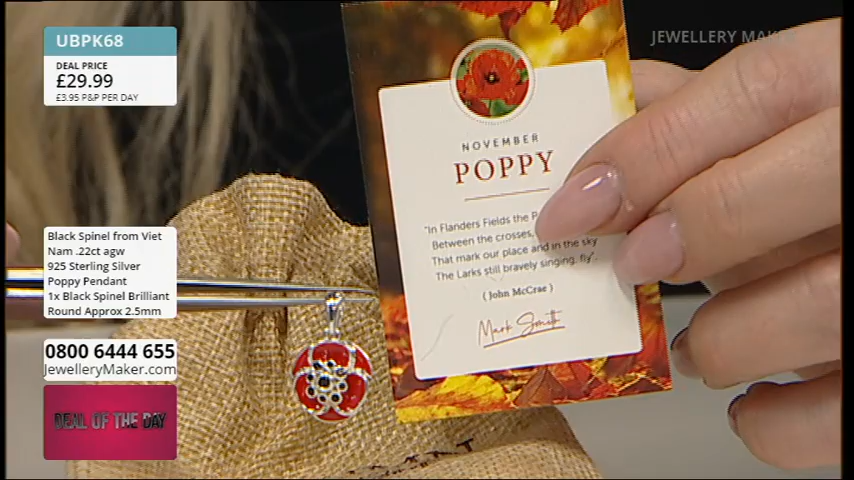 UBPK68
DEAL PRICE
£29.99
£3.95 P&P PER DAY
JEWELLERY
NOVEMBER
POPPY
"In Flanders Fields the
Between the crosses,
That mark our place and in the sky
The Larks still bravely singing, fly".
( John McCrae )
Mark Smith
Black Spinel from Viet
Nam .22ct agw
925 Sterling Silver
Poppy Pendant
1x Black Spinel Brilliant
Round Approx 2.5mm
0800 6444 655
JewelleryMaker.com
DEAL OF THE DAY